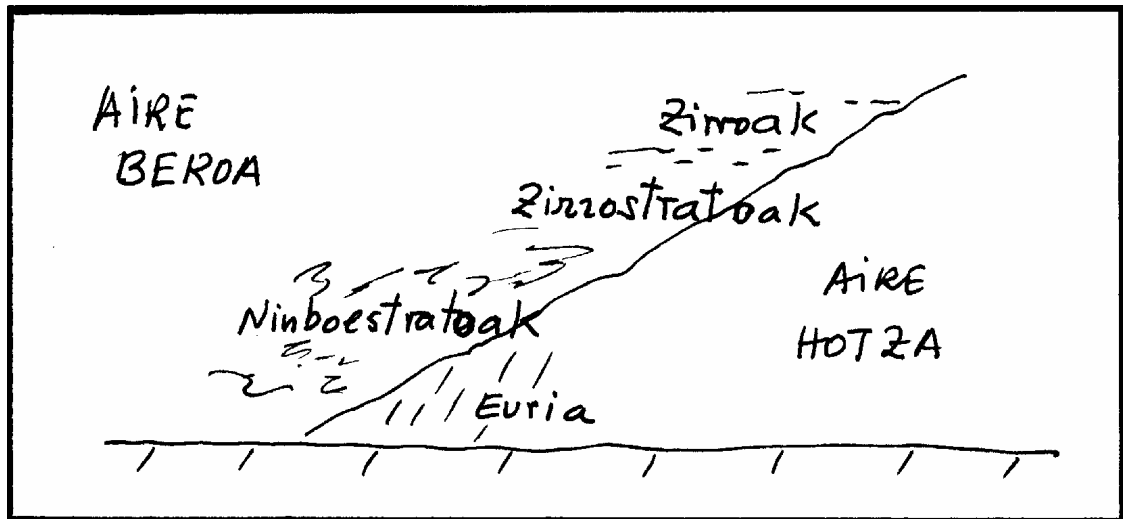 AIRE
BEROA
Zirroak
Zirrostratoak
Ninboestratoak
AIRE
HOTZA
Euria